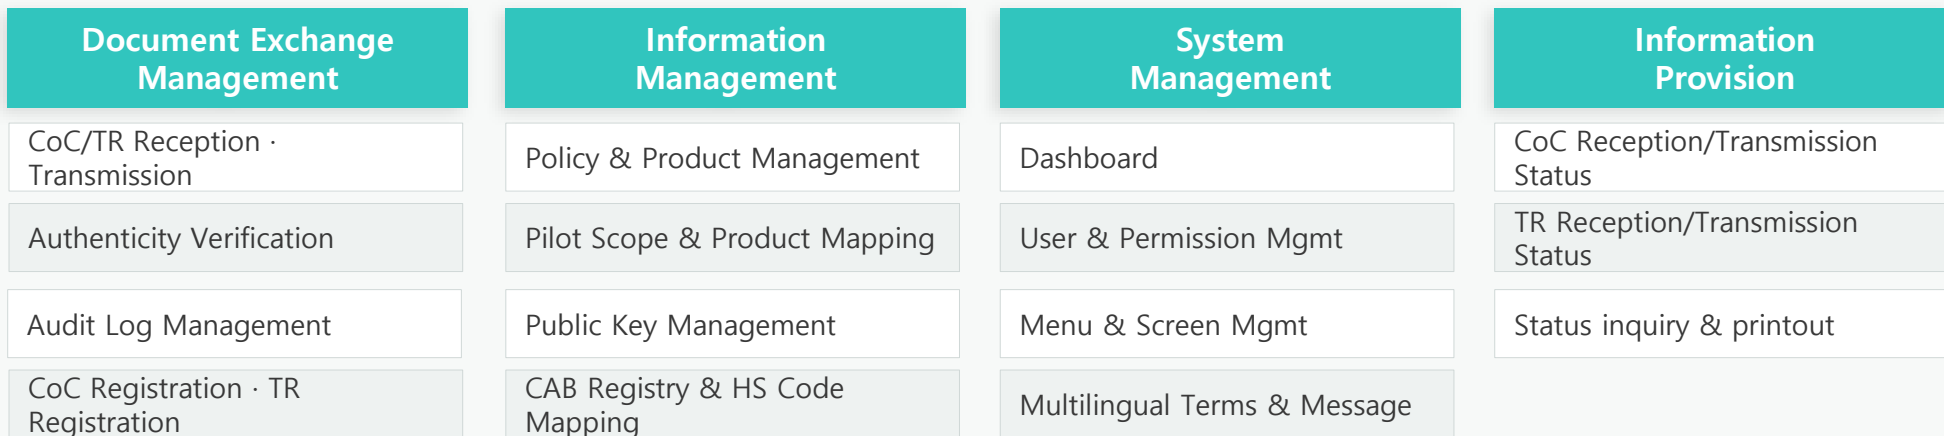 Document Exchange
Management
CoC/TR Reception ·
Transmission
Authenticity Verification
Audit Log Management
CoC Registration · TR
Registration
Information
Management
Policy & Product Management
Pilot Scope & Product Mapping
Public Key Management
CAB Registry & HS Code
Mapping
System
Management
Dashboard
User & Permission Mgmt
Menu & Screen Mgmt
Multilingual Terms & Message
Information
Provision
CoC Reception/Transmission
Status
TR Reception/Transmission
Status
Status inquiry & printout